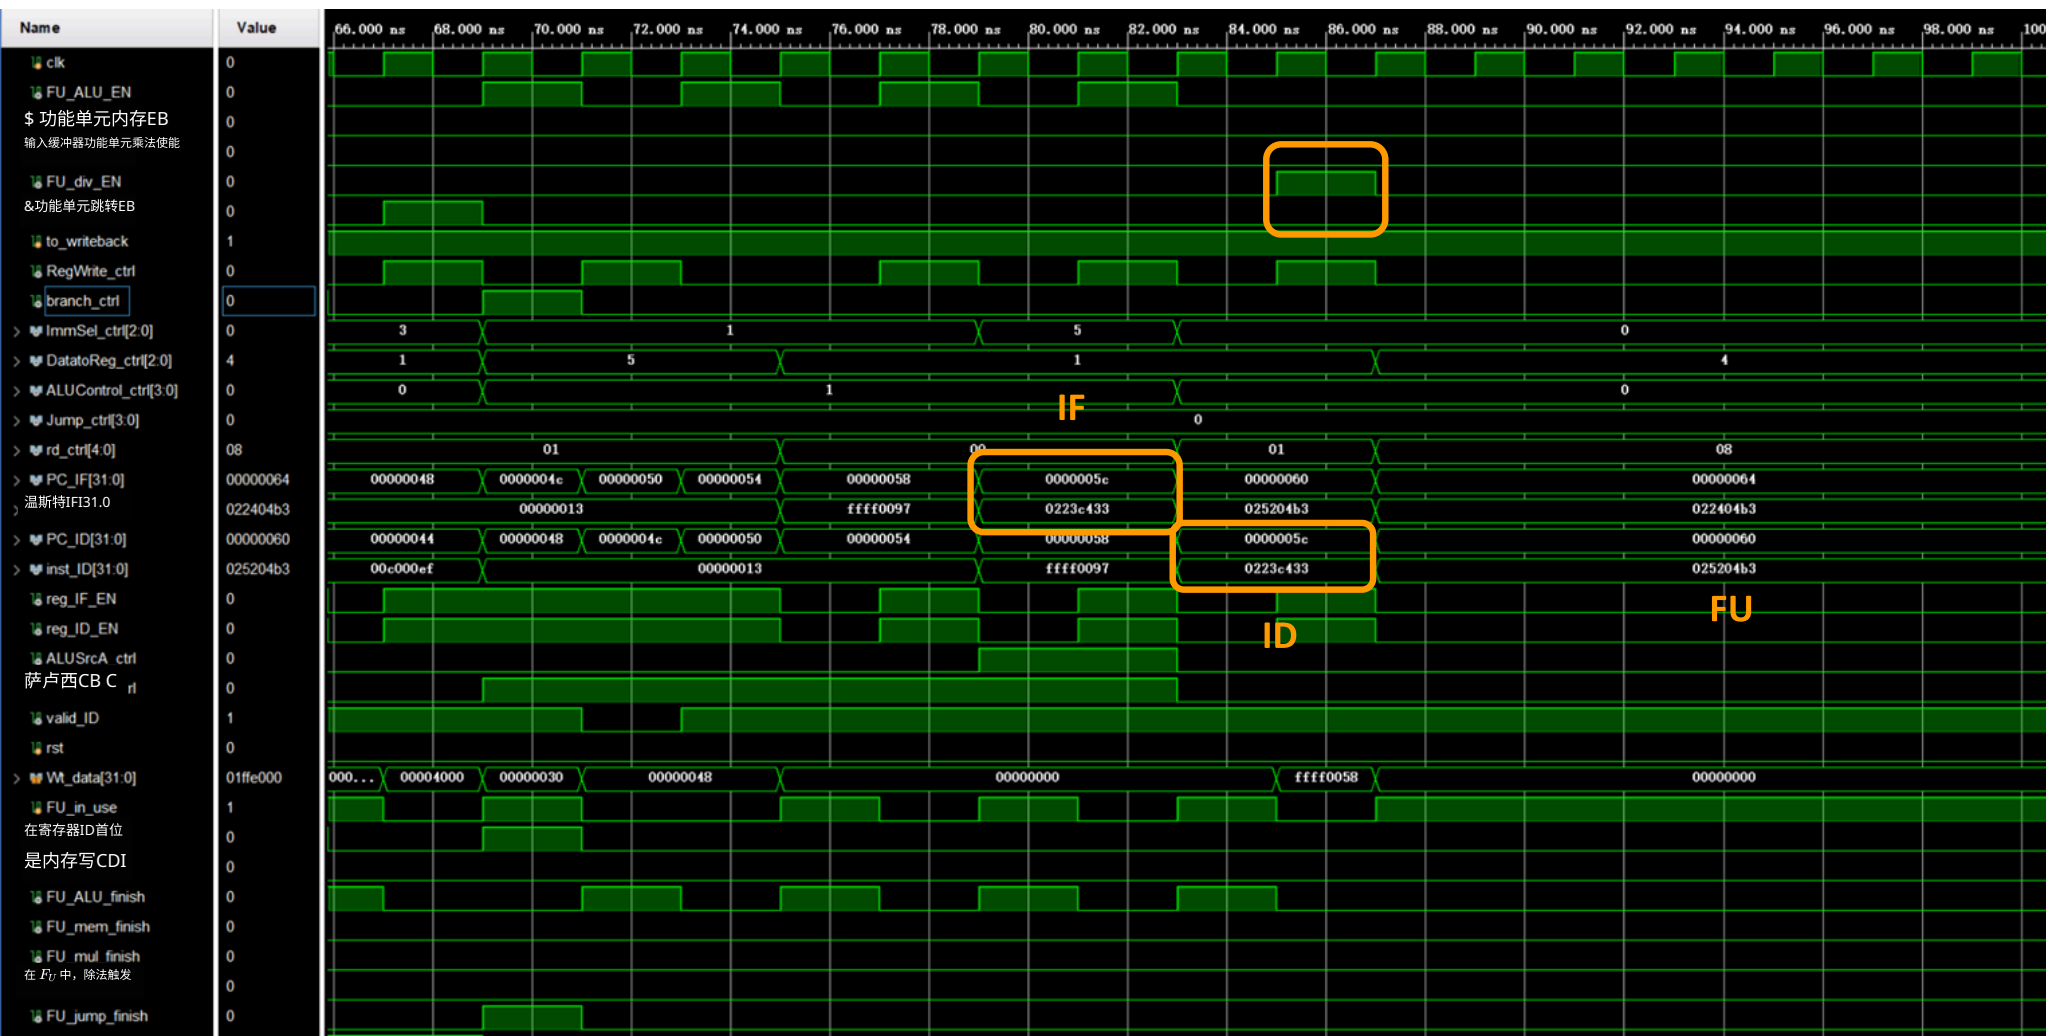 Name Value 66.000 ns 68.000 ns 70.000 ns 72.000 ns 74.000 ns 76.000 ns 78.000 ns 80.000 ns 82.000 ns 84.000 ns 86.000 ns 88.000 ns 90.000 ns 92.000 ns 94.000 ns 96.000 ns 98.000 ns 100
clk 0
FU_ALU_EN 0
$ 功能单元内存EB 0
输入缓冲器功能单元乘法使能 0
FU_div_EN 0
&功能单元跳转EB 0
to_writeback 1
RegWrite_ctrl 0
branch_ctrl 0
ImmSel_ctrl[2:0] 0 3 1 5 0
DatatoReg_ctrl[2:0] 4 1 5 1 4
ALUControl_ctrl[3:0] 0 0 1 0
IF
Jump_ctrl[3:0] 0 0
rd_ctrl[4:0] 08 01 00 01 08
PC_IF[31:0] 00000064 00000048 0000004c 00000050 00000054 00000058 0000005c 00000060 00000064
温斯特IFI31.0 022404b3 00000013 ffff0097 0223c433 025204b3 022404b3
PC_ID[31:0] 00000060 00000044 00000048 0000004c 00000050 00000054 00000058 0000005c 00000060
inst_ID[31:0] 025204b3 00c000ef 00000013 ffff0097 0223c433 025204b3
reg_IF_EN 0
FU
reg_ID_EN 0
ID
ALUSrcA_ctrl 0
萨卢西CB C rl 0
valid_ID 1
rst 0
Wt_data[31:0] 01ffe000 000... 00004000 00000030 00000048 00000000 ffff0058 00000000
FU_in_use 1
在寄存器ID首位 0
是内存写CDI 0
FU_ALU_finish 0
FU_mem_finish 0
FU_mul_finish 0
在 FU 中，除法触发 0
FU_jump_finish 0